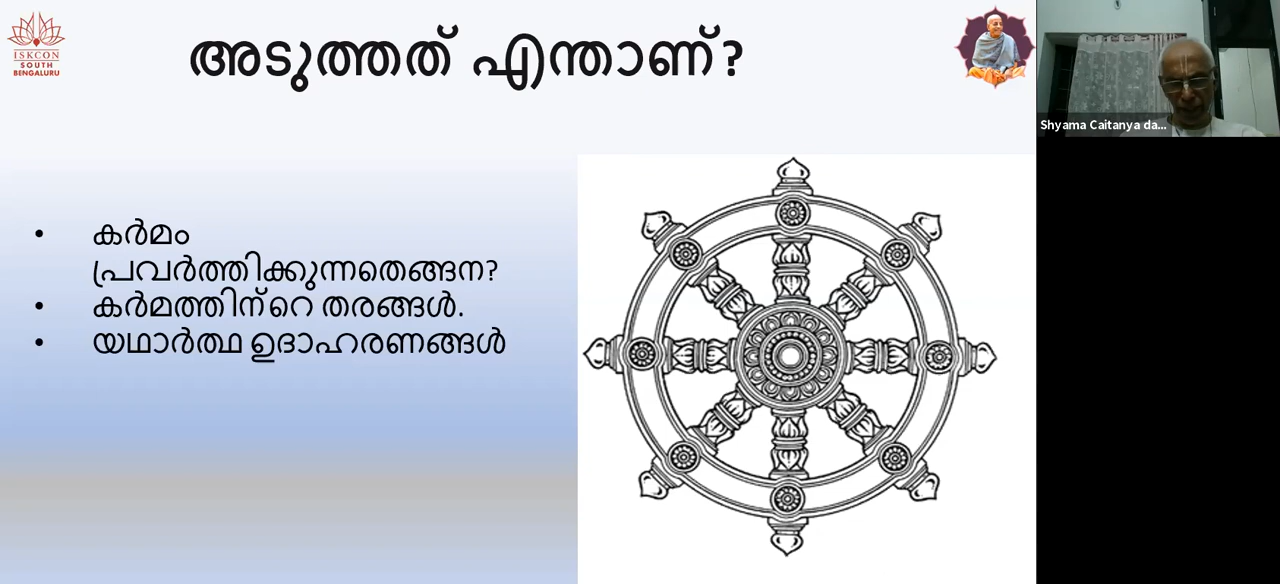 ISKCON
SOUTH
BENGALURU
അടുത്തത് എന്താണ്?
Shyama Caitanya da...
• കർമം
പ്രവർത്തിക്കുന്നതെങ്ങന?
• കർമത്തിന്റെ തരങ്ങൾ.
• യഥാർത്ഥ ഉദാഹരണങ്ങൾ